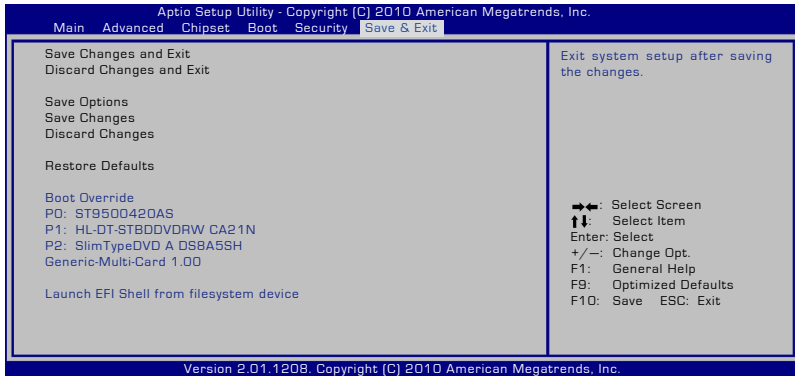 Aptio Setup Utility - Copyright (C) 2010 American Megatrends, Inc.
Main Advanced Chipset Boot Security Save & Exit
Save Changes and Exit
Discard Changes and Exit
Save Options
Save Changes
Discard Changes
Restore Defaults
Boot Override
P0: ST9500420AS
P1: HL-DT-STBDDVDRW CA21N
P2: SlimTypeDVD A DS8A5SH
Generic-Multi-Card 1.00
Launch EFI Shell from filesystem device
Exit system setup after saving
the changes.
→←: Select Screen
↑↓: Select Item
Enter: Select
+/—: Change Opt.
F1: General Help
F9: Optimized Defaults
F10: Save ESC: Exit
Version 2.01.1208. Copyright (C) 2010 American Megatrends, Inc.